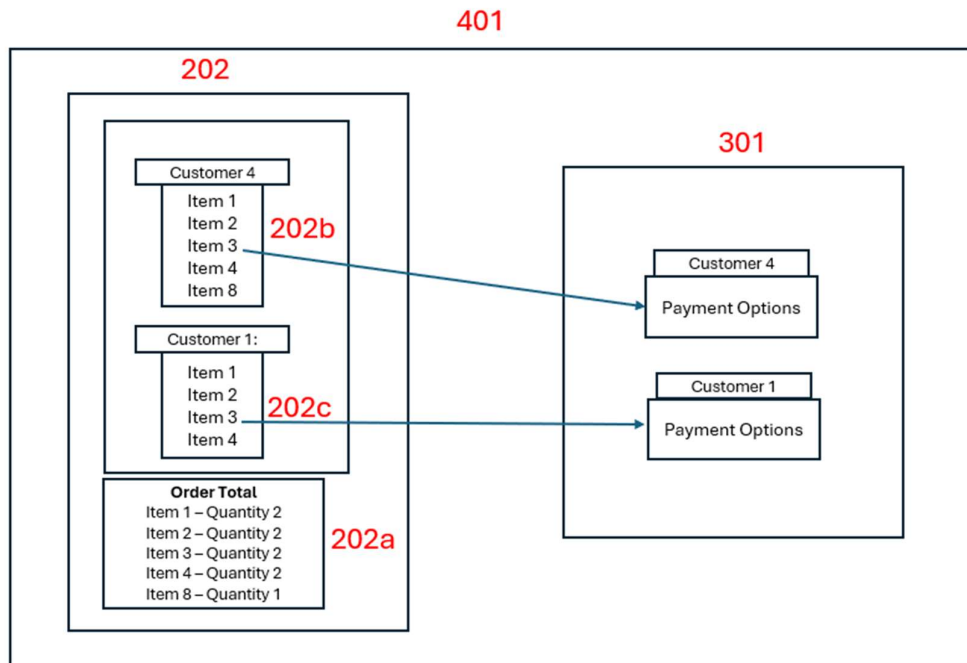 401
202
Customer 4
Item 1
Item 2
Item 3
Item 4
Item 8
202b
Customer 1:
Item 1
Item 2
Item 3
Item 4
202c
Order Total
Item 1 – Quantity 2
Item 2 – Quantity 2
Item 3 – Quantity 2
Item 4 – Quantity 2
Item 8 – Quantity 1
202a
301
Customer 4
Payment Options
Customer 1
Payment Options